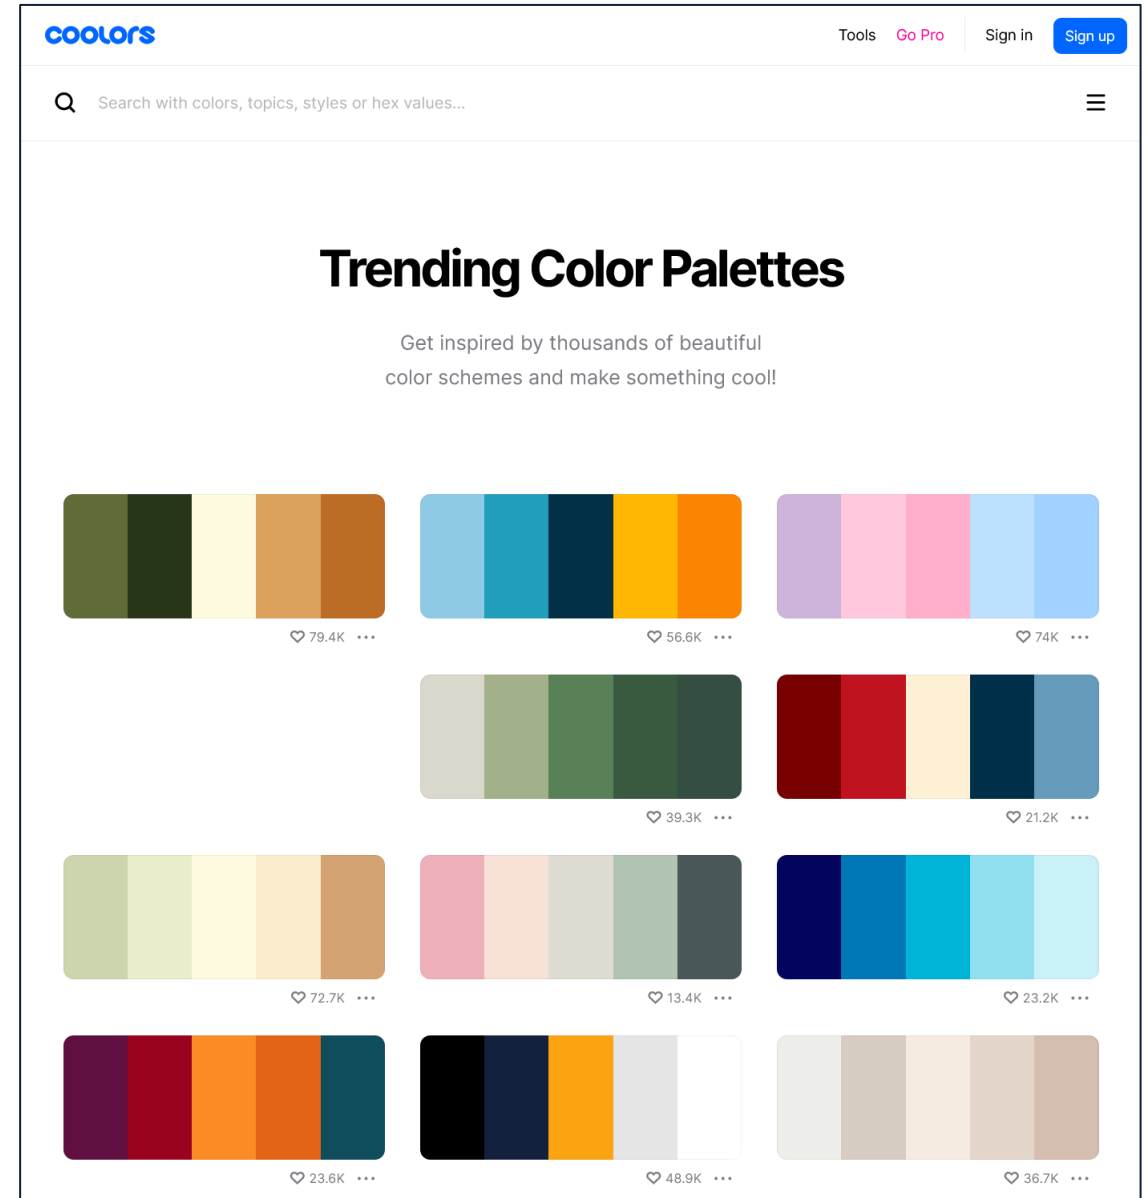 coolors
Tools Go Pro Sign in Sign up
Search with colors, topics, styles or hex values...
Trending Color Palettes
Get inspired by thousands of beautiful
color schemes and make something cool!
79.4K 56.6K 74K
39.3K 21.2K
72.7K 13.4K 23.2K
23.6K 48.9K 36.7K